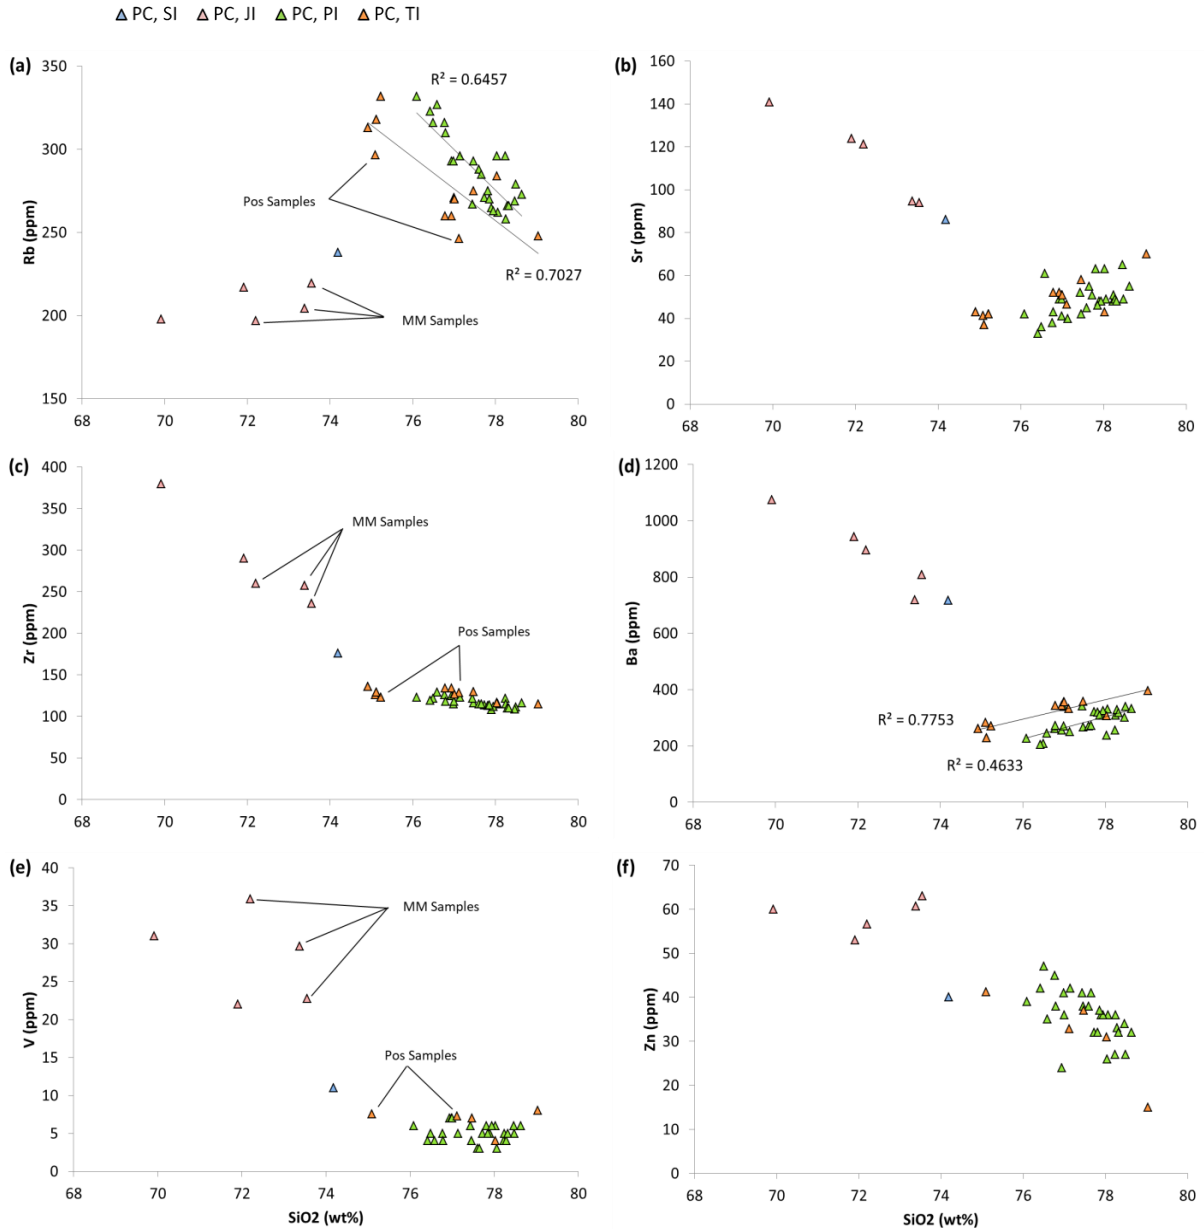 PC, SI PC, JI PC, PI PC, TI
(a)
350
300
250
200
150
Rb (ppm)
R² = 0.6457
Pos Samples
R² = 0.7027
MM Samples
68 70 72 74 76 78 80
(b)
160
140
120
100
80
60
40
20
0
Sr (ppm)
68 70 72 74 76 78 80
(c)
400
350
300
250
200
150
100
50
0
Zr (ppm)
MM Samples
Pos Samples
68 70 72 74 76 78 80
(d)
1200
1000
800
600
400
200
0
Ba (ppm)
R² = 0.7753
R² = 0.4633
68 70 72 74 76 78 80
(e)
40
35
30
25
20
15
10
5
0
V (ppm)
MM Samples
Pos Samples
68 70 72 74 76 78 80
SiO2 (wt%)
(f)
70
60
50
40
30
20
10
0
Zn (ppm)
68 70 72 74 76 78 80
SiO2 (wt%)